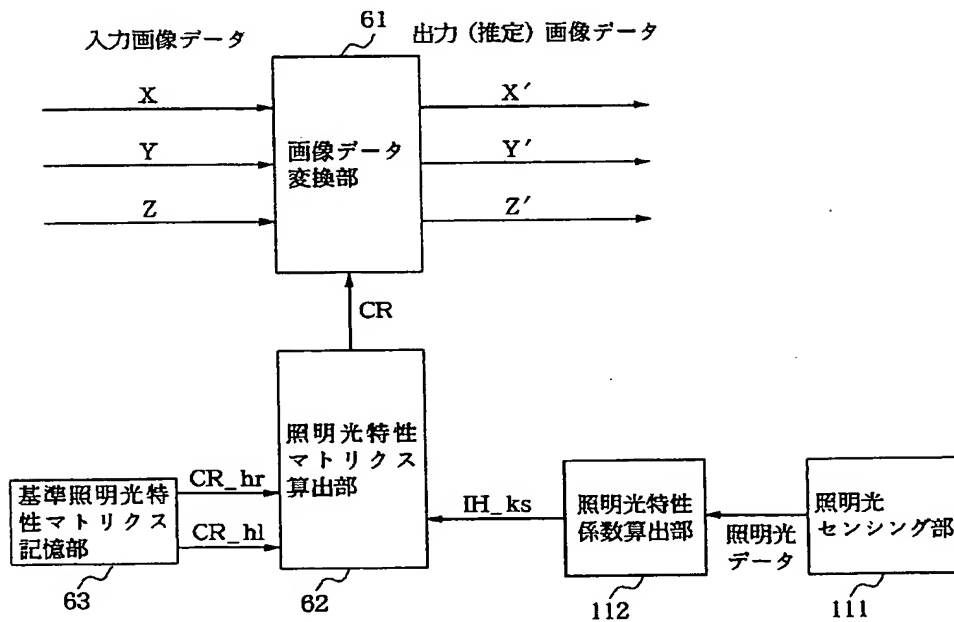 61
入力画像データ
出力(推定)画像データ
X
X′
Y
画像データ
変換部
Y′
Z
Z′
CR
照明光特性
マトリクス
算出部
基準照明光特
性マトリクス
記憶部
CR_hr
CR_hl
IH_ks
照明光特性
係数算出部
照明光
データ
照明光
センシング部
63
62
112
111